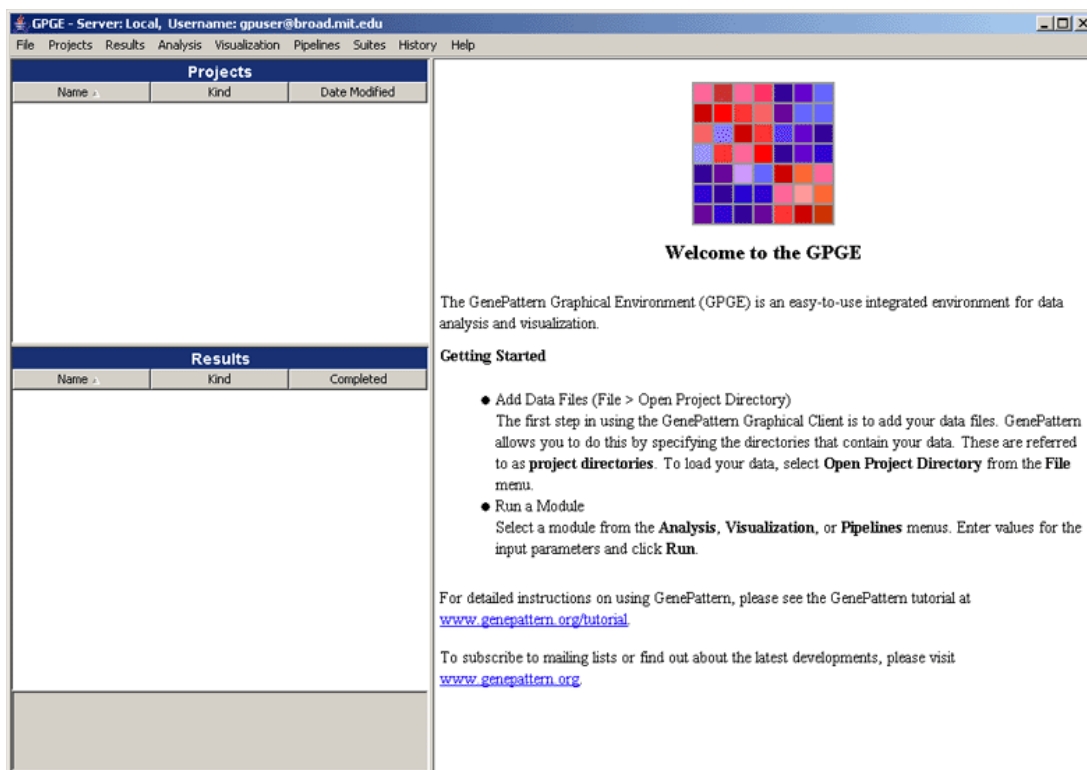 GPGE - Server: Local, Username: gpuser@broad.mit.edu
File Projects Results Analysis Visualization Pipelines Suites History Help
Projects
Name Kind Date Modified
Results
Name Kind Completed
Welcome to the GPGE
The GenePattern Graphical Environment (GPGE) is an easy-to-use integrated environment for data
analysis and visualization.
Getting Started
● Add Data Files (File > Open Project Directory)
The first step in using the GenePattern Graphical Client is to add your data files. GenePattern
allows you to do this by specifying the directories that contain your data. These are referred
to as project directories. To load your data, select Open Project Directory from the File
menu.
● Run a Module
Select a module from the Analysis, Visualization, or Pipelines menus. Enter values for the
input parameters and click Run.
For detailed instructions on using GenePattern, please see the GenePattern tutorial at
www.genepattern.org/tutorial.
To subscribe to mailing lists or find out about the latest developments, please visit
www.genepattern.org.